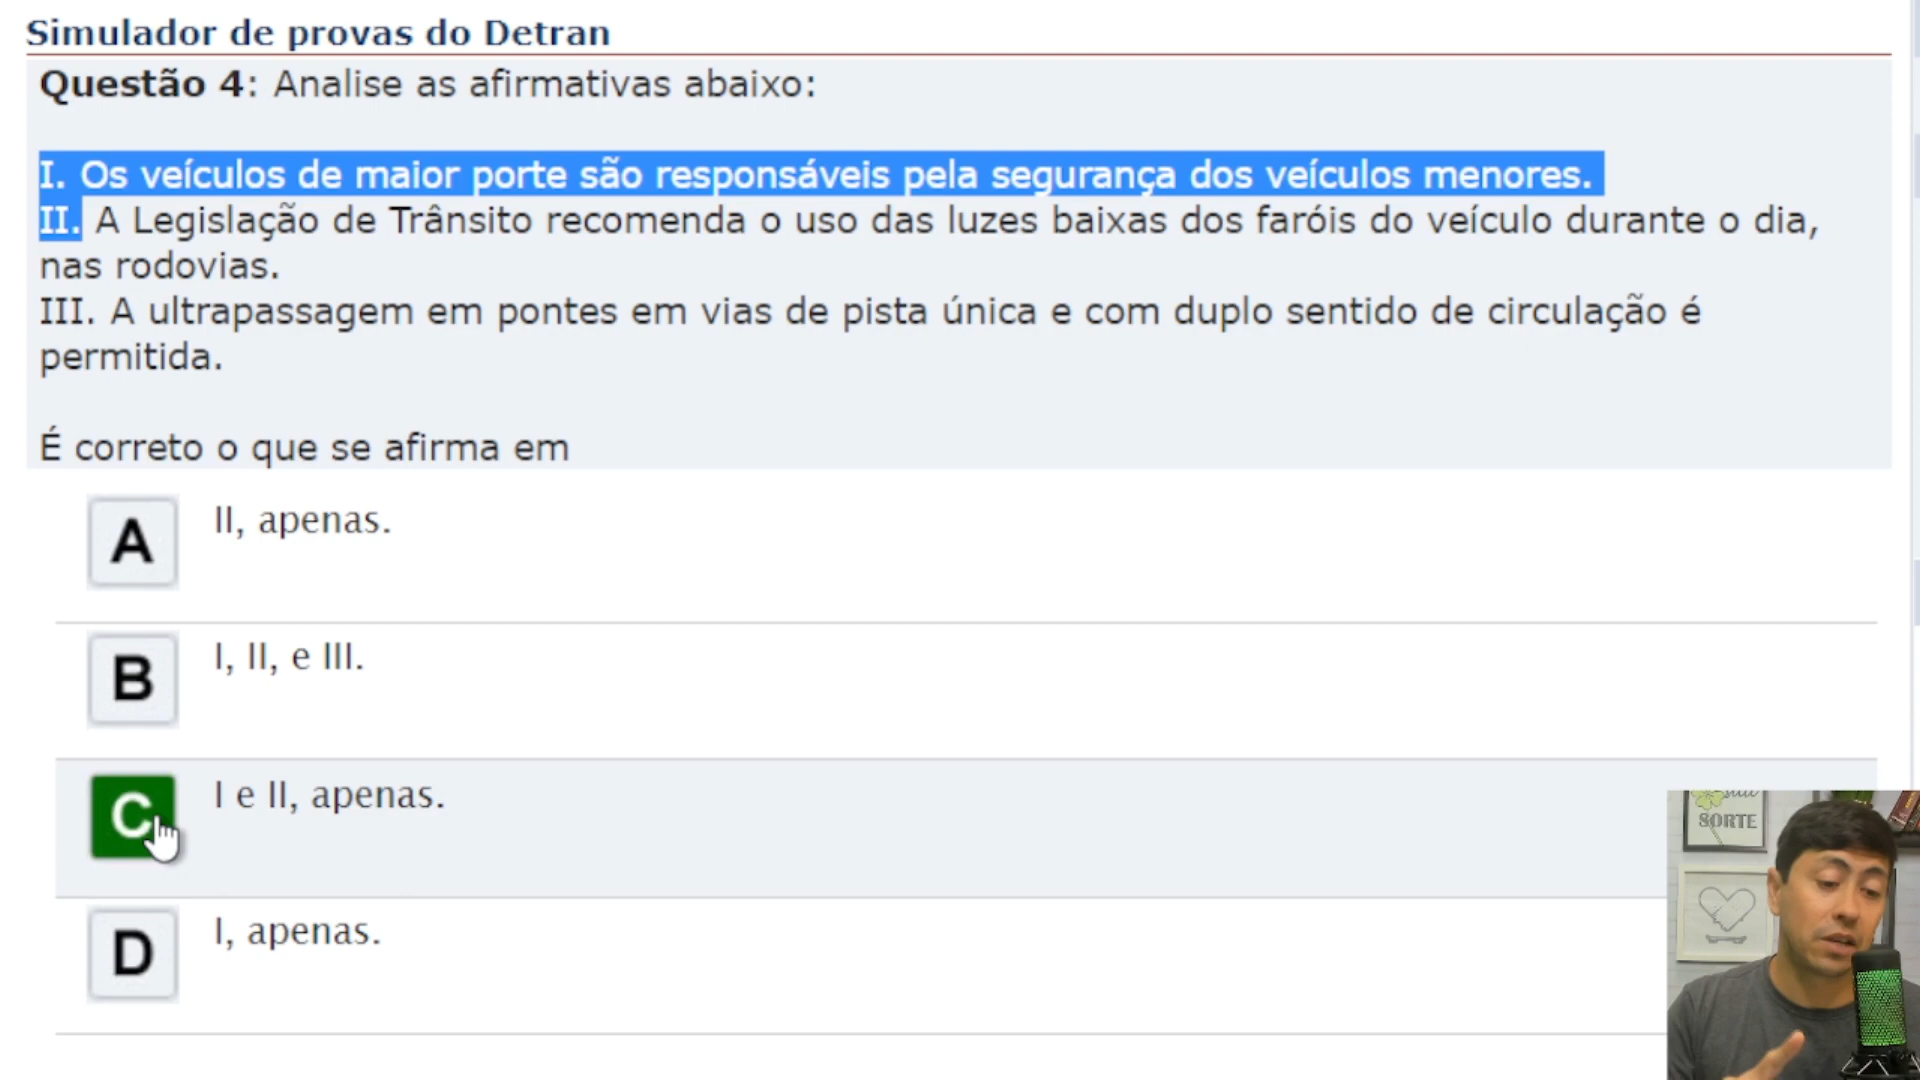 Simulador de provas do Detran
Questão 4: Analise as afirmativas abaixo:
I. Os veículos de maior porte são responsáveis pela segurança dos veículos menores.
II. A Legislação de Trânsito recomenda o uso das luzes baixas dos faróis do veículo durante o dia,
nas rodovias.
III. A ultrapassagem em pontes em vias de pista única e com duplo sentido de circulação é
permitida.
É correto o que se afirma em
A II, apenas.
B I, II, e III.
C I e II, apenas.
D I, apenas.
SORTE